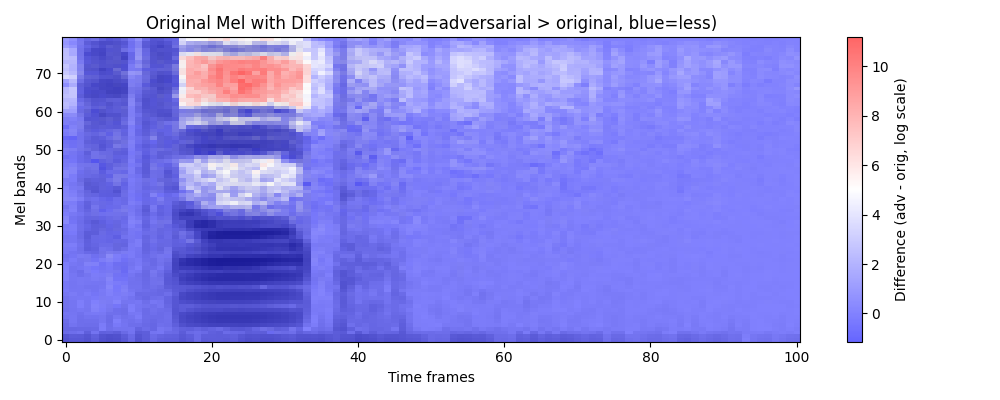 Original Mel with Differences (red=adversarial > original, blue=less)
Mel bands
70
60
50
40
30
20
10
0
0 20 40 60 80 100
Time frames
10
8
6
4
2
0
Difference (adv - orig, log scale)